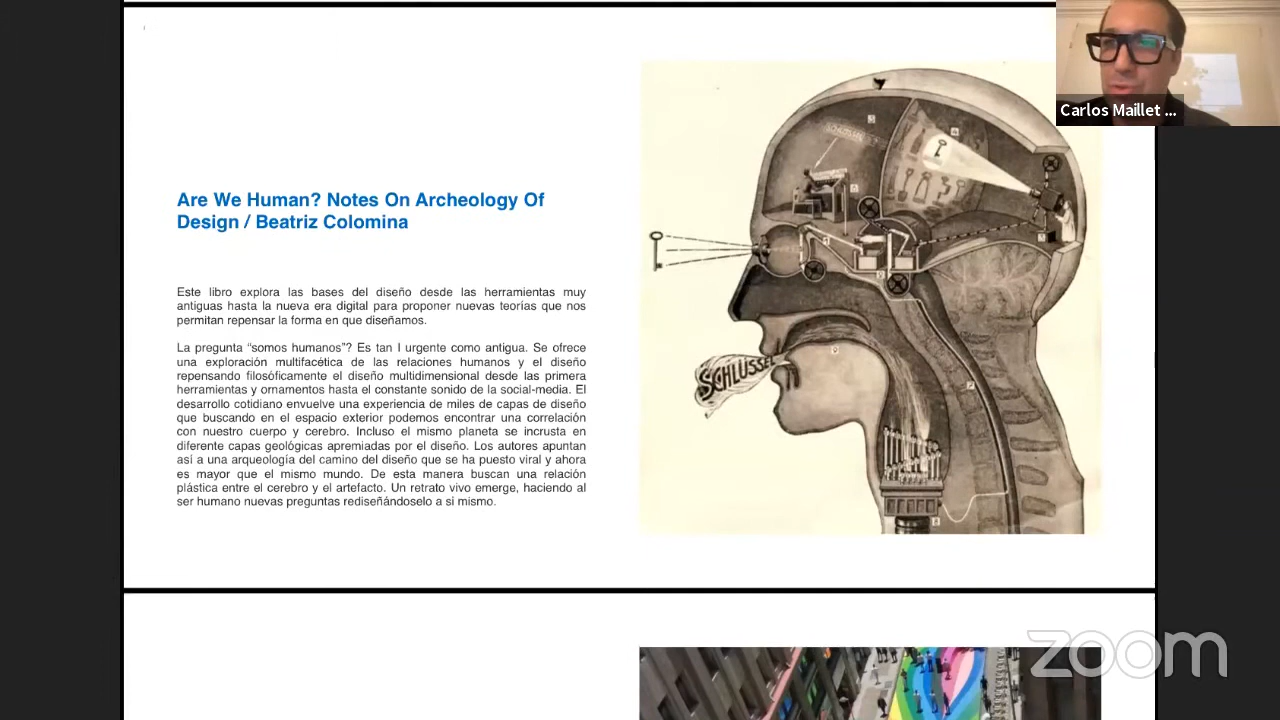 Carlos Maillet ...
Are We Human? Notes On Archeology Of
Design / Beatriz Colomina
Este libro explora las bases del diseño desde las herramientas muy
antiguas hasta la nueva era digital para proponer nuevas teorías que nos
permitan repensar la forma en que diseñamos.
La pregunta “somos humanos”? Es tan I urgente como antigua. Se ofrece
una exploración multifacética de las relaciones humanos y el diseño
repensando filosóficamente el diseño multidimensional desde las primera
herramientas y ornamentos hasta el constante sonido de la social-media. El
desarrollo cotidiano envuelve una experiencia de miles de capas de diseño
que buscando en el espacio exterior podemos encontrar una correlación
con nuestro cuerpo y cerebro. Incluso el mismo planeta se incrusta en
diferente capas geológicas apremiadas por el diseño. Los autores apuntan
así a una arqueología del camino del diseño que se ha puesto viral y ahora
es mayor que el mismo mundo. De esta manera buscan una relación
plástica entre el cerebro y el artefacto. Un retrato vivo emerge, haciendo al
ser humano nuevas preguntas rediseñándoselo a si mismo.
SCHLÜSSEL
SCHLÜSSEL
zoom